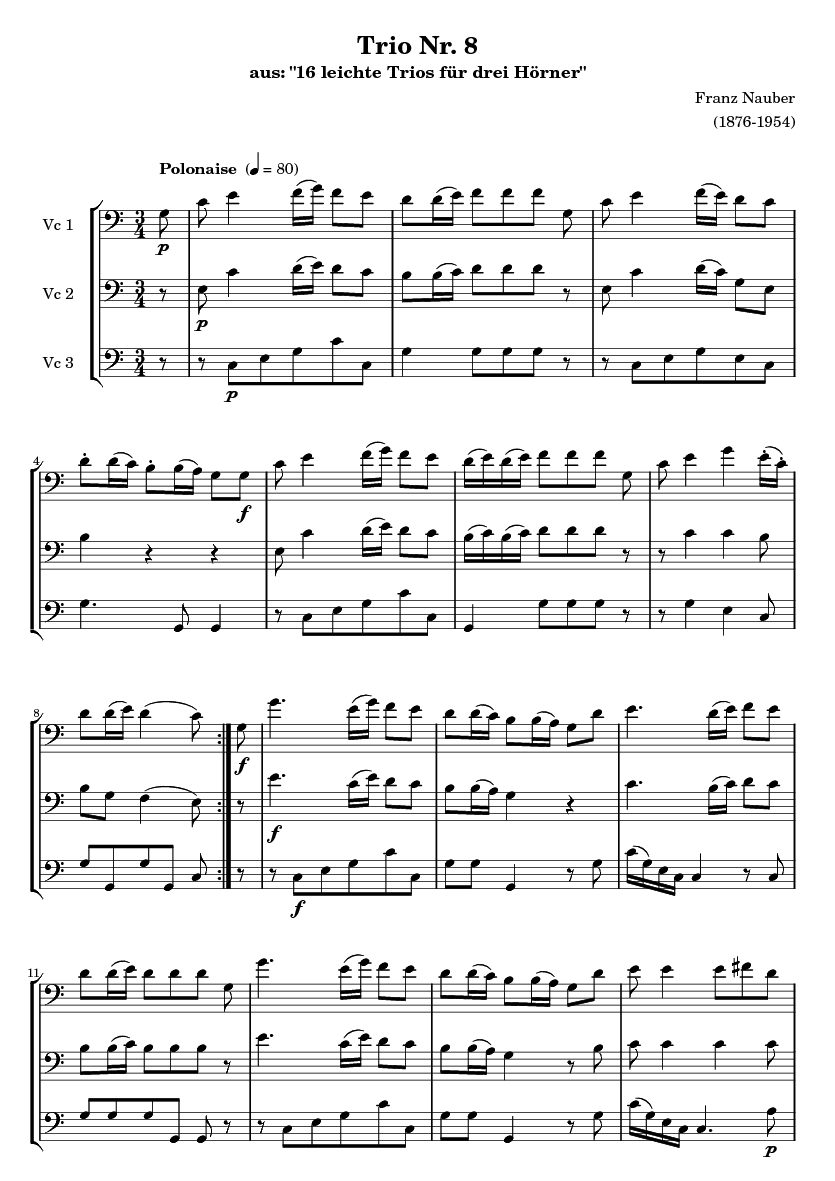 Trio Nr. 8
aus: "16 leichte Trios für drei Hörner"
Franz Nauber
(1876-1954)
Polonaise (♩ = 80)
Vc 1
p
Vc 2
p
Vc 3
p
4
f
8
f
f
f
11
p